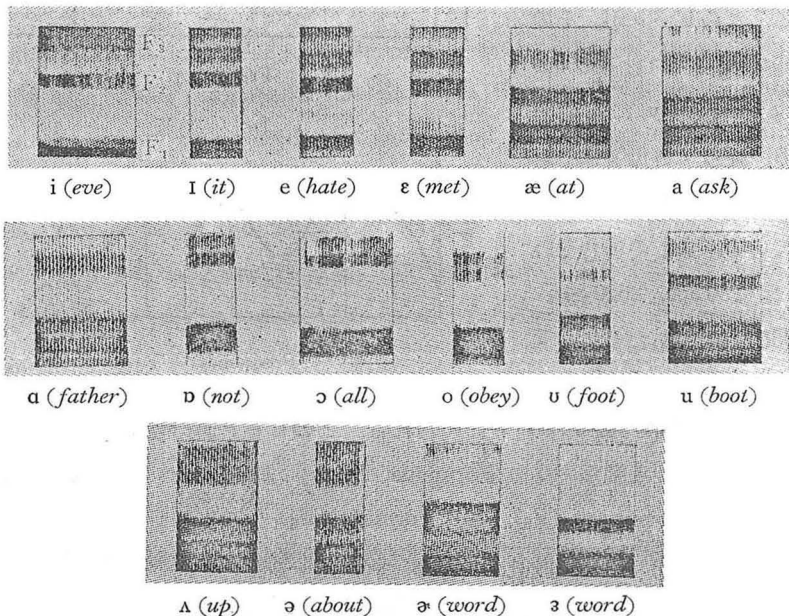 F3
F2
F1
i (eve) ɪ (it) e (hate) ɛ (met) æ (at) a (ask)
ɑ (father) ɒ (not) ɔ (all) o (obey) ʊ (foot) u (boot)
ʌ (up) ə (about) ɚ (word) ɜ (word)